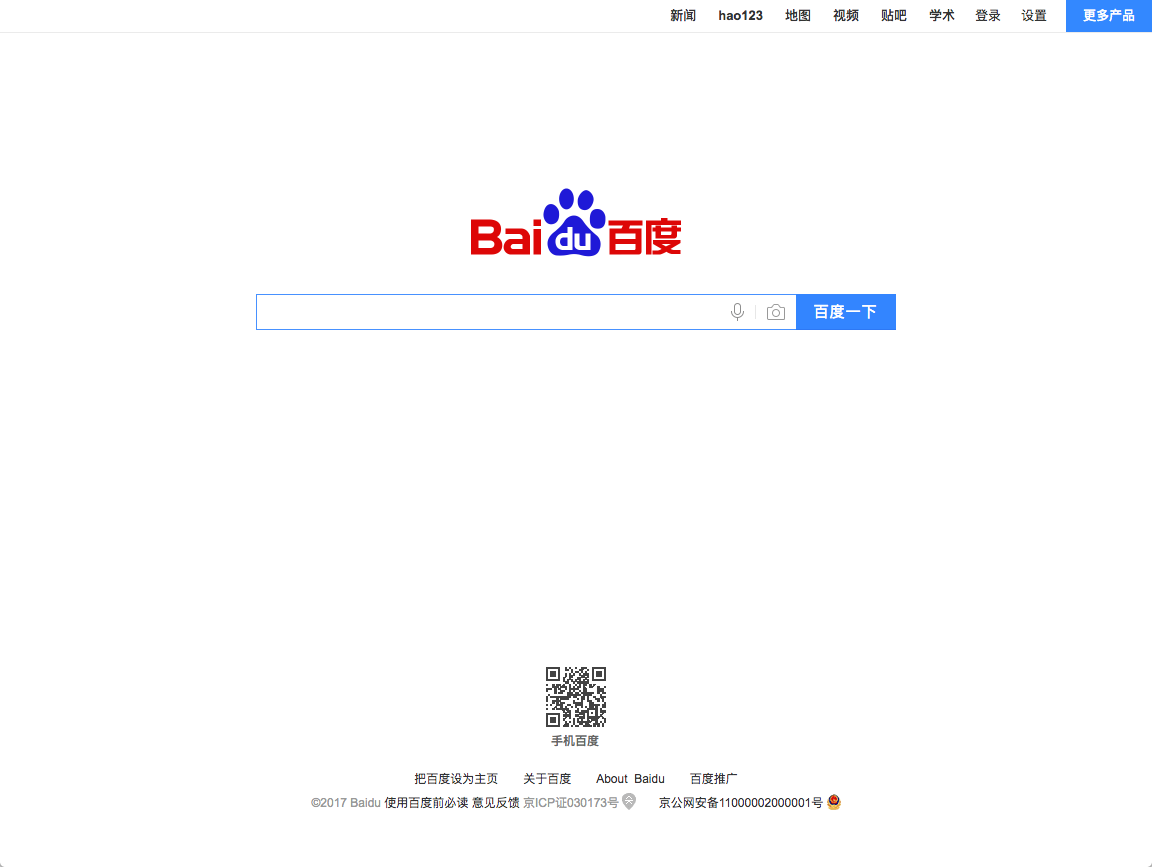 新闻 hao123 地图 视频 贴吧 学术 登录 设置 更多产品
Bai du 百度
百度一下
手机百度
把百度设为主页 关于百度 About Baidu 百度推广
©2017 Baidu 使用百度前必读 意见反馈 京ICP证030173号 京公网安备11000002000001号